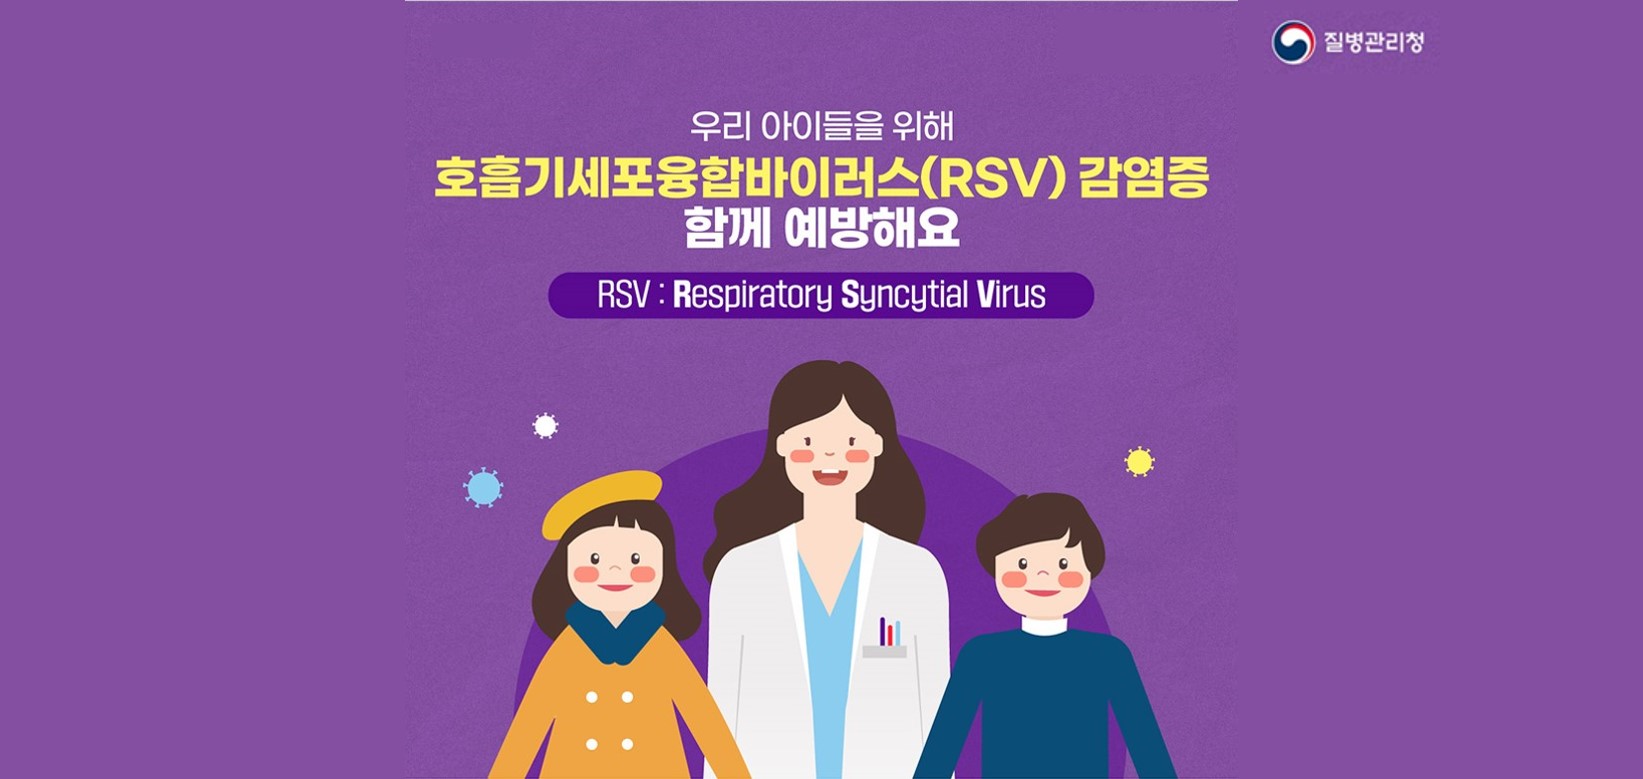 질병관리청
우리 아이들을 위해
호흡기세포융합바이러스(RSV) 감염증
함께 예방해요
RSV : Respiratory Syncytial Virus